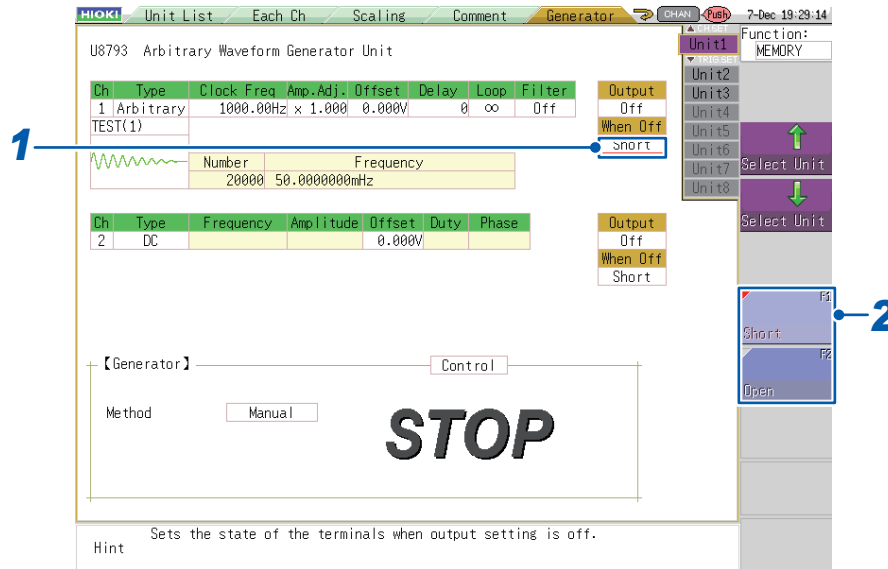 HIOKI Unit List Each Ch Scaling Comment Generator CHAN Push 7-Dec 19:29:14
▲ CH.SET Function:
Unit1 MEMORY
U8793 Arbitrary Waveform Generator Unit
▼ TRIG.SET
Unit2
Ch Type Clock Freq Amp.Adj. Offset Delay Loop Filter Output Unit3
1 Arbitrary 1000.00Hz x 1.000 0.000V 0 ∞ Off Off Unit4
TEST(1) When Off Unit5
1 Short Unit6
Number Frequency Unit7 Select Unit
20000 50.0000000mHz Unit8
Ch Type Frequency Amplitude Offset Duty Phase Output Select Unit
2 DC 0.000V Off
When Off
Short
F1
2
Short
F2
【Generator】 Control
Open
Method Manual
STOP
Sets the state of the terminals when output setting is off.
Hint